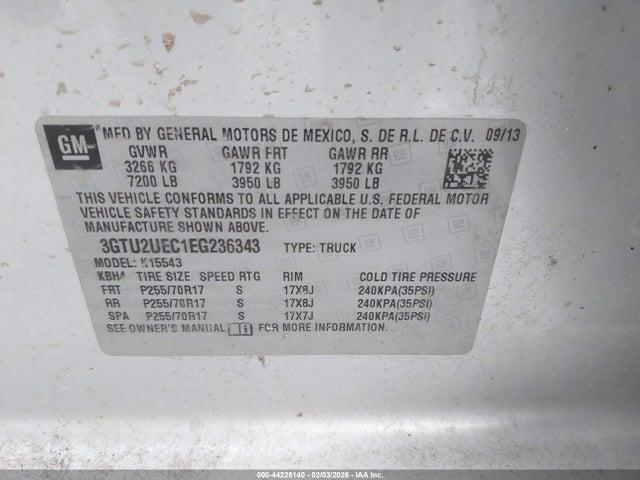 GM
MFD BY GENERAL MOTORS DE MEXICO, S. DE R.L. DE C.V. 09/13
GVWR GAWR FRT GAWR RR
3266 KG 1792 KG 1792 KG
7200 LB 3950 LB 3950 LB
THIS VEHICLE CONFORMS TO ALL APPLICABLE U.S. FEDERAL MOTOR
VEHICLE SAFETY STANDARDS IN EFFECT ON THE DATE OF
MANUFACTURE SHOWN ABOVE.
3GTU2UEC1EG236343 TYPE: TRUCK
MODEL: K15543
KBH4 TIRE SIZE SPEED RTG RIM COLD TIRE PRESSURE
FRT P255/70R17 S 17X8J 240KPA(35PSI)
RR P255/70R17 S 17X8J 240KPA(35PSI)
SPA P255/70R17 S 17X7J 240KPA(35PSI)
SEE OWNER'S MANUAL FOR MORE INFORMATION.
000-44225140 - 02/03/2026 - IAA Inc.